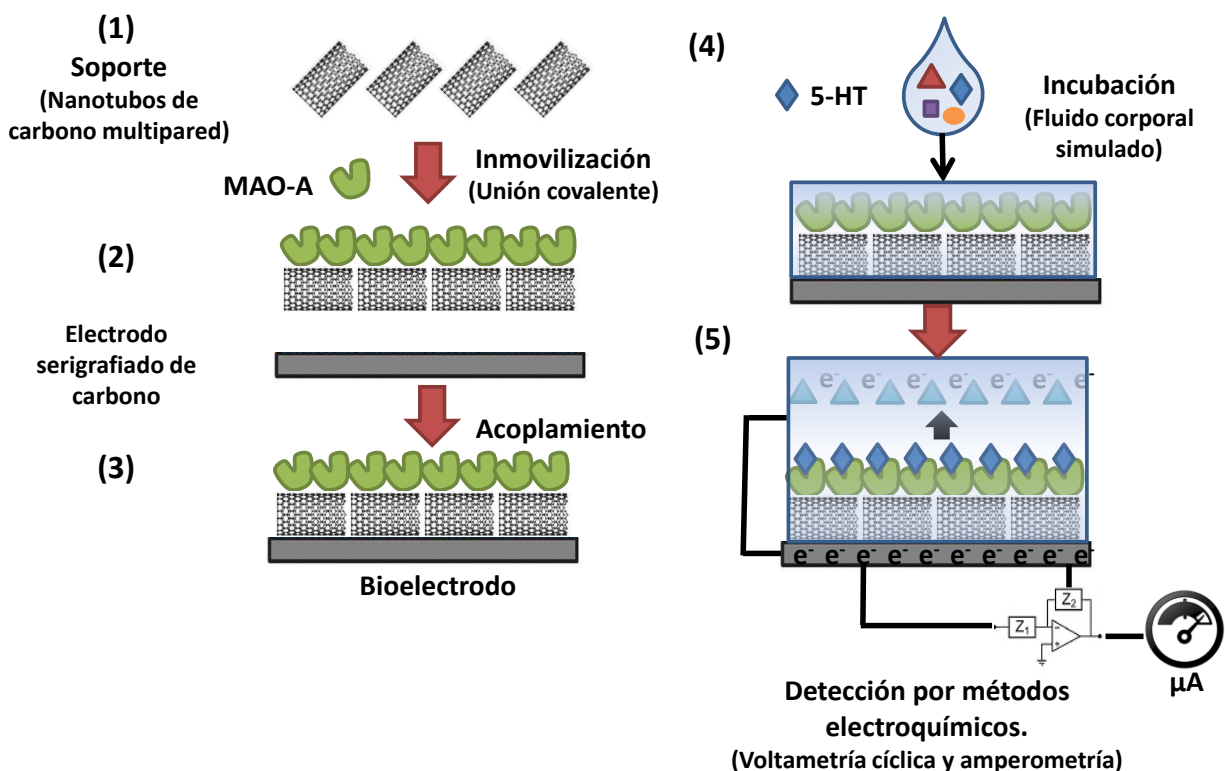 (1)
Soporte
(Nanotubos de
carbono multipared)
MAO-A
Inmovilización
(Unión covalente)
(2)
Electrodo
serigrafiado de
carbono
Acoplamiento
(3)
Bioelectrodo
(4)
5-HT
Incubación
(Fluido corporal
simulado)
(5)
e- e- e- e- e- e- e-
e- e- e- e- e- e- e- e- e- e-
Z2
Z1
-
+
µA
Detección por métodos
electroquímicos.
(Voltametría cíclica y amperometría)